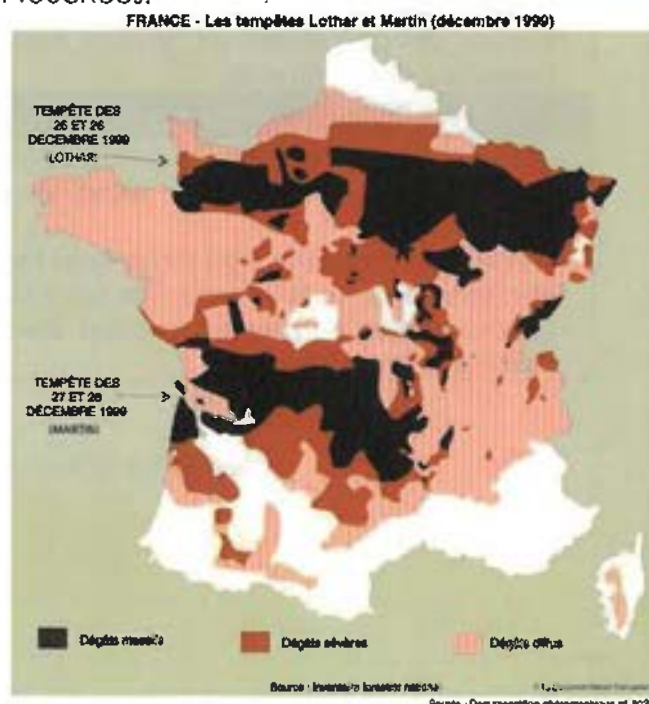 FRANCE - Les tempêtes Lothar et Martin (décembre 1999)
TEMPÊTE DES
26 ET 26
DÉCEMBRE 1999
(LOTHAR)
TEMPÊTE DES
27 ET 28
DÉCEMBRE 1999
(MARTIN)
Dégâts massifs
Dégâts sévères
Dégâts diffus
Source : Inventaire forestier national